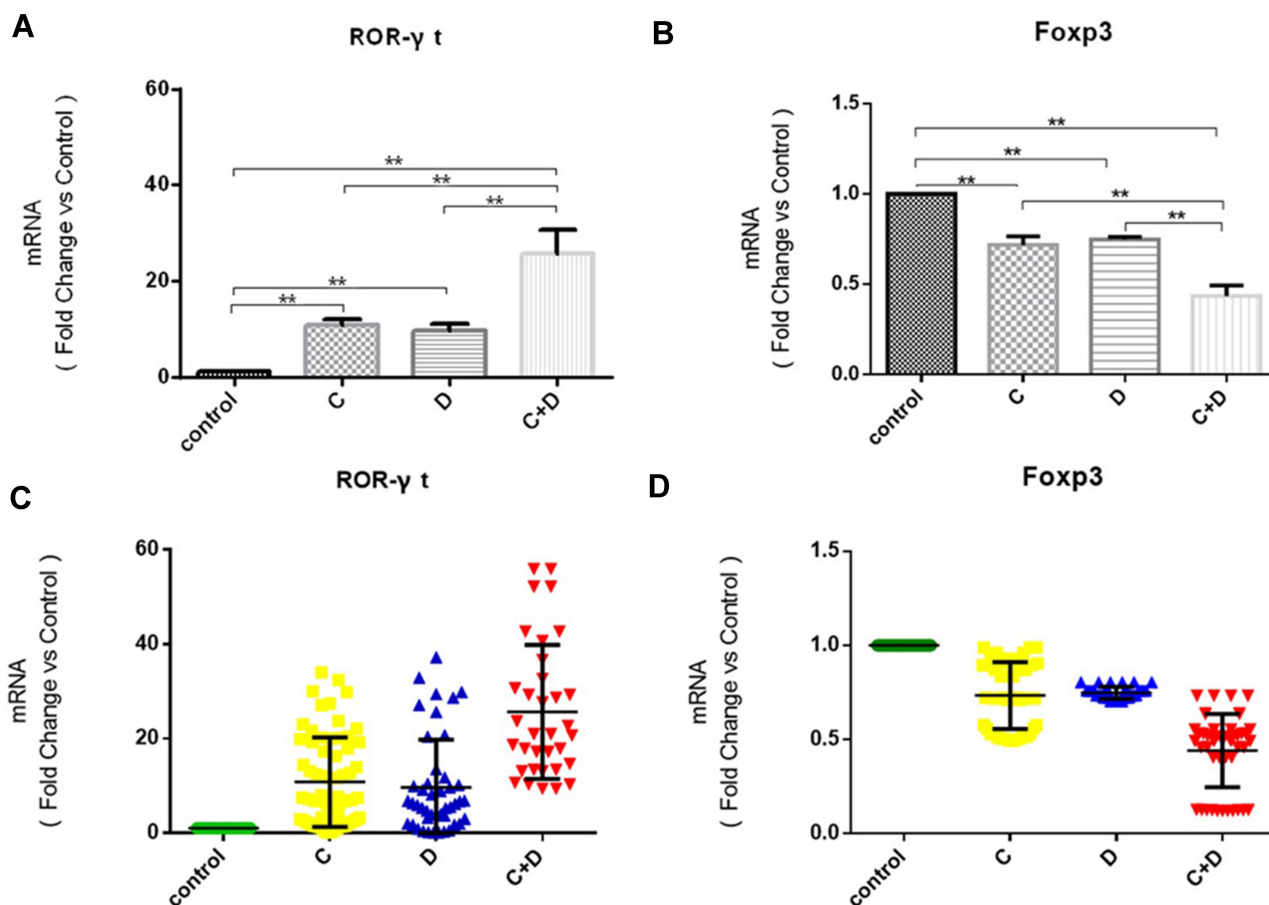 A
ROR-γ t
mRNA
( Fold Change vs Control )
60
40
20
0
**
**
**
**
**
control
C
D
C+D
B
Foxp3
mRNA
( Fold Change vs Control )
1.5
1.0
0.5
0.0
**
**
**
**
**
control
C
D
C+D
C
ROR-γ t
mRNA
( Fold Change vs Control )
60
40
20
0
control
C
D
C+D
D
Foxp3
mRNA
( Fold Change vs Control )
1.5
1.0
0.5
0.0
control
C
D
C+D